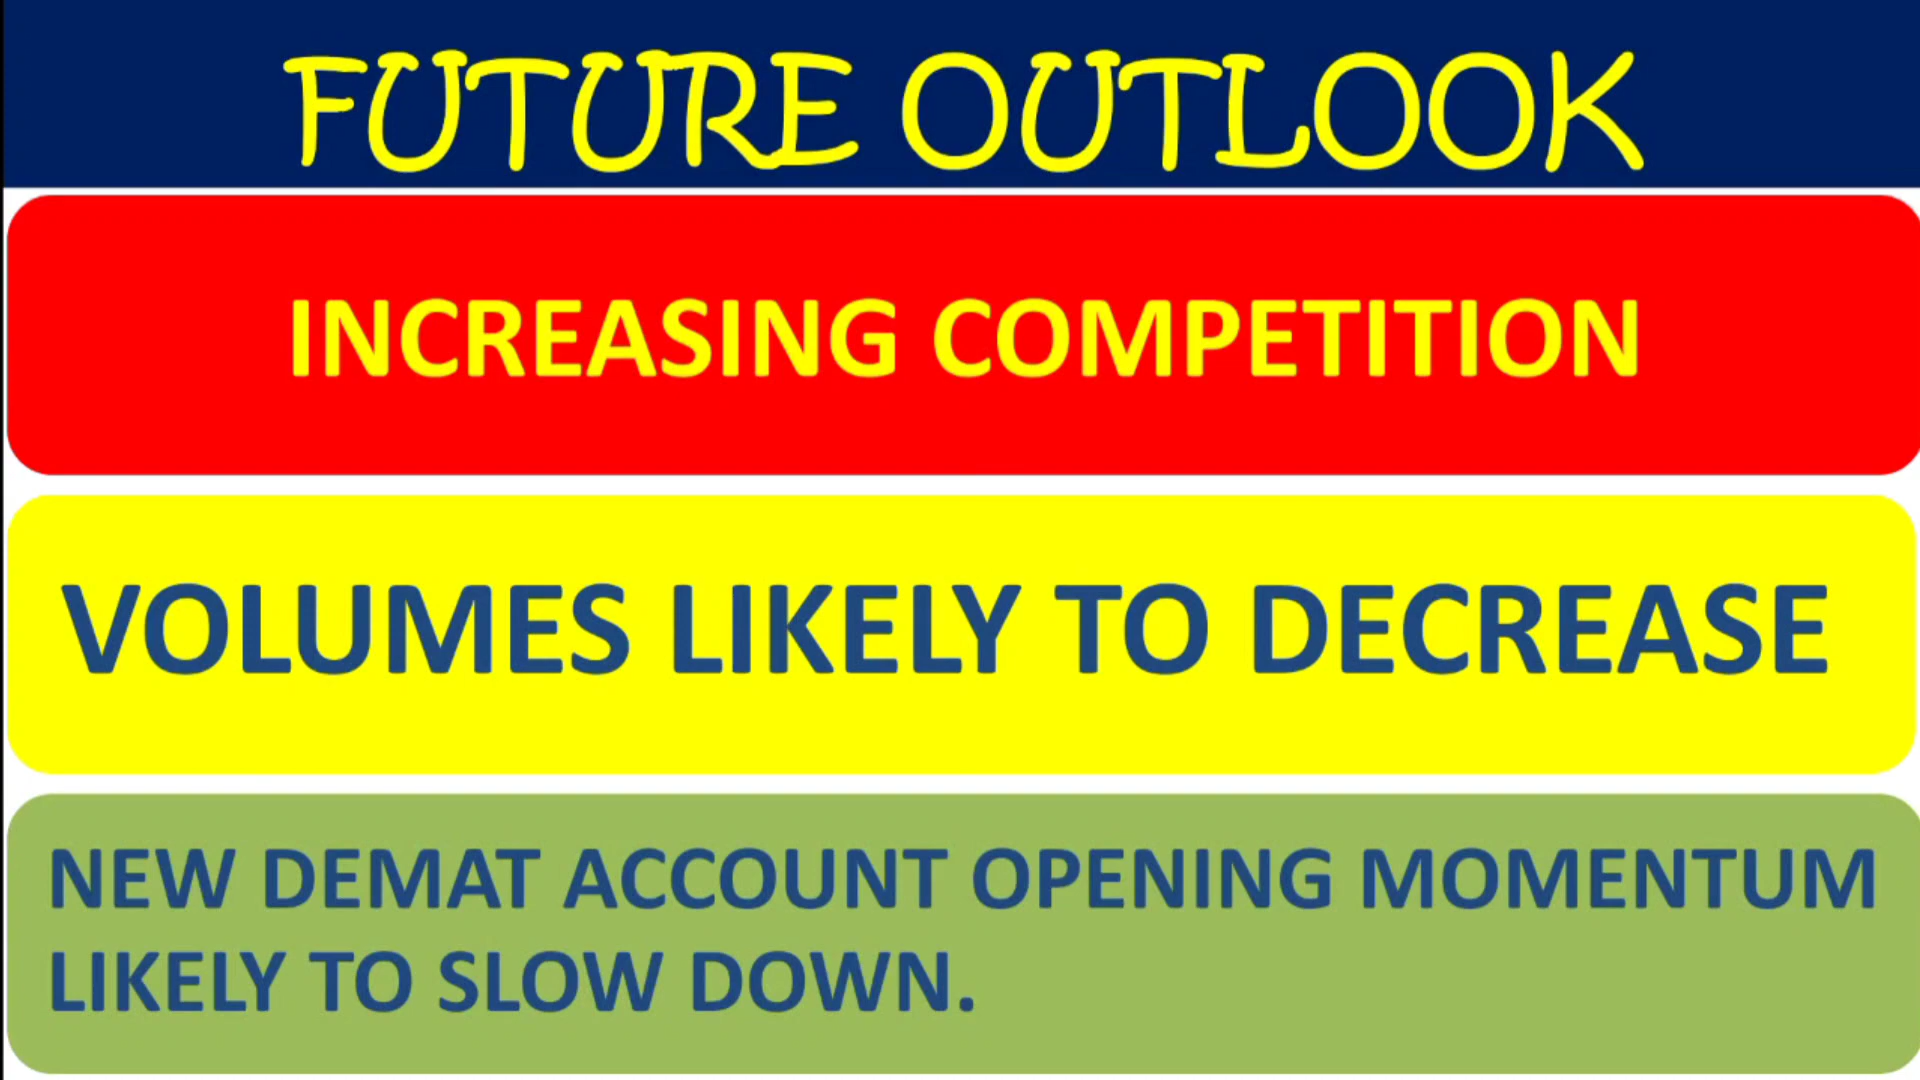 FUTURE OUTLOOK
INCREASING COMPETITION
VOLUMES LIKELY TO DECREASE
NEW DEMAT ACCOUNT OPENING MOMENTUM
LIKELY TO SLOW DOWN.